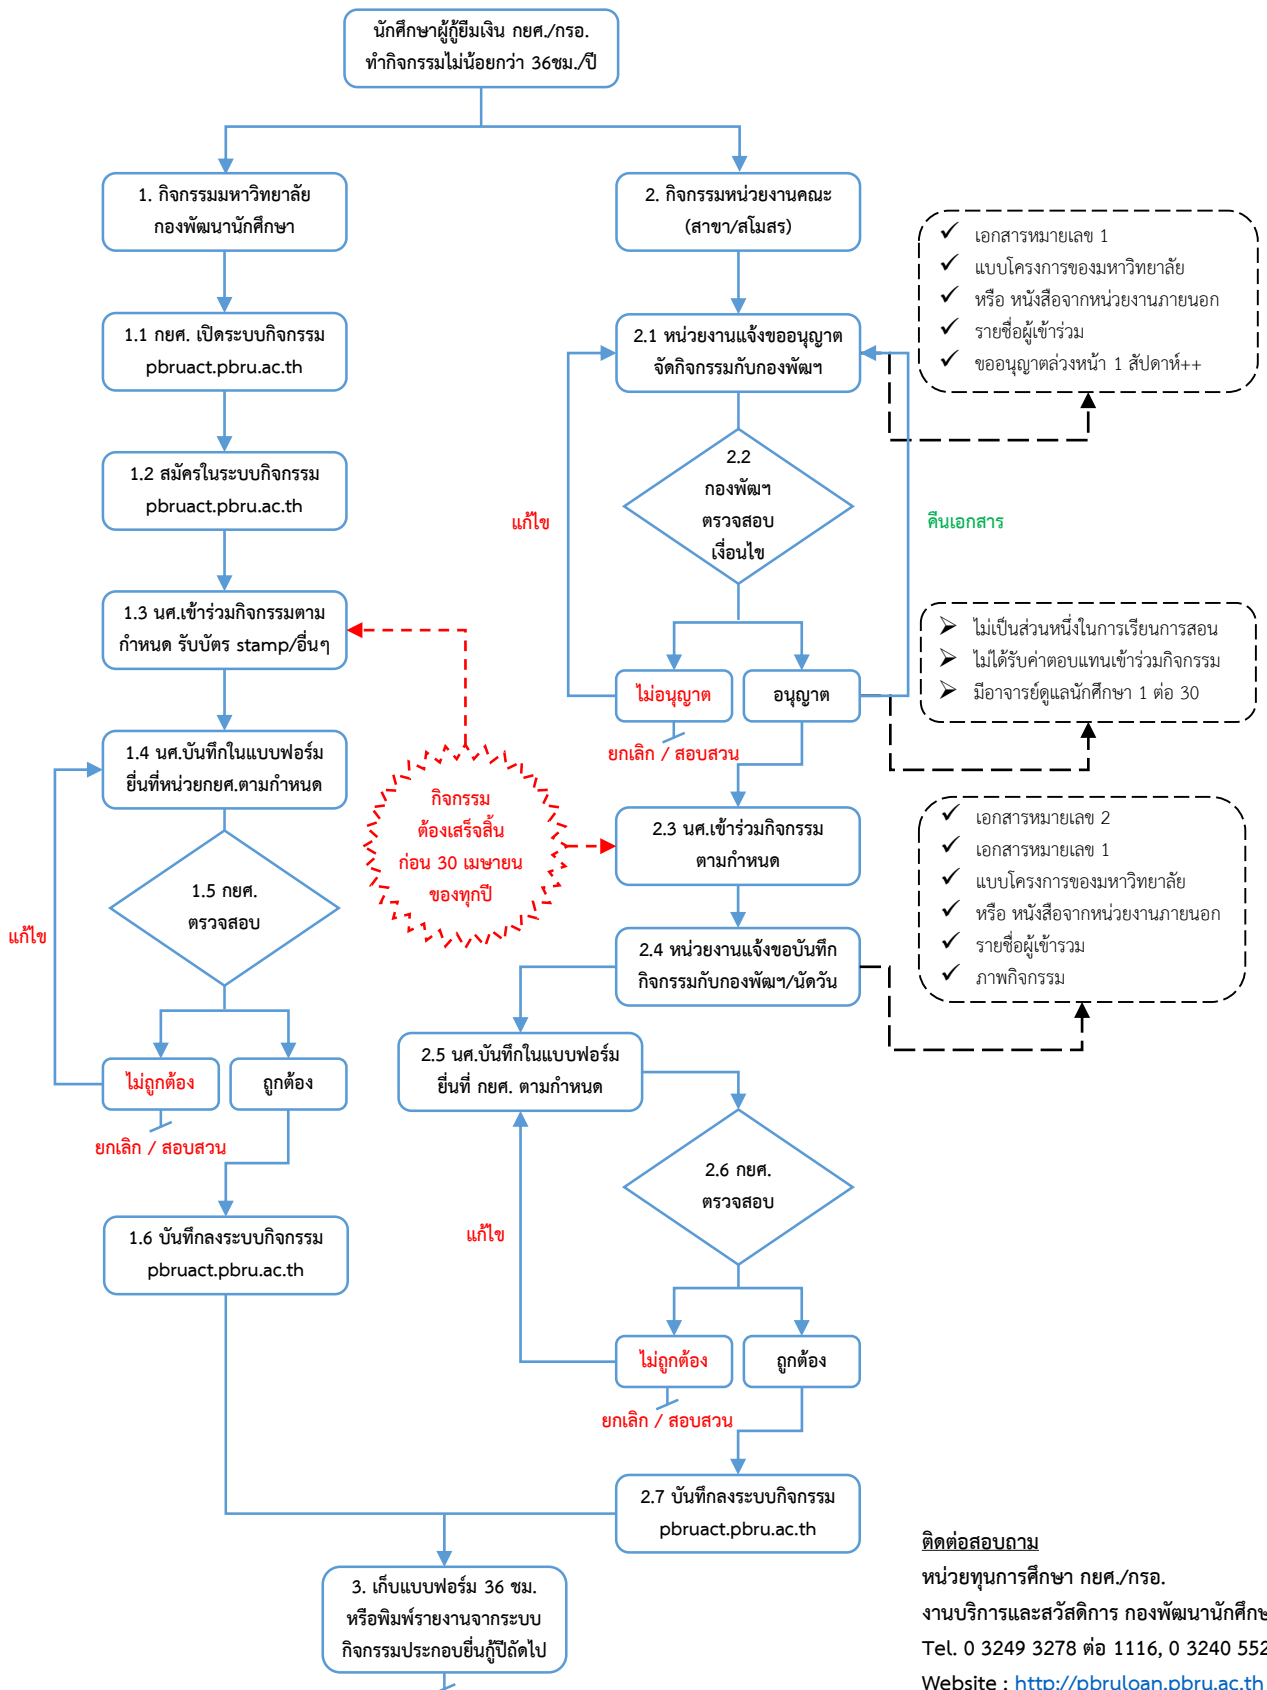 นักศึกษาผู้กู้ยืมเงิน กยศ./กรอ.
ทำกิจกรรมไม่น้อยกว่า 36ชม./ปี
1. กิจกรรมมหาวิทยาลัย
กองพัฒนานักศึกษา
1.1 กยศ. เปิดระบบกิจกรรม
pbruact.pbru.ac.th
1.2 สมัครในระบบกิจกรรม
pbruact.pbru.ac.th
1.3 นศ.เข้าร่วมกิจกรรมตาม
กำหนด รับบัตร stamp/อื่นๆ
1.4 นศ.บันทึกในแบบฟอร์ม
ยื่นที่หน่วยกยศ.ตามกำหนด
1.5 กยศ.
ตรวจสอบ
แก้ไข
ไม่ถูกต้อง
ถูกต้อง
ยกเลิก / สอบสวน
1.6 บันทึกลงระบบกิจกรรม
pbruact.pbru.ac.th
2. กิจกรรมหน่วยงานคณะ
(สาขา/สโมสร)
2.1 หน่วยงานแจ้งขออนุญาต
จัดกิจกรรมกับกองพัฒฯ
2.2
กองพัฒฯ
ตรวจสอบ
เงื่อนไข
แก้ไข
คืนเอกสาร
ไม่อนุญาต
อนุญาต
ยกเลิก / สอบสวน
กิจกรรม
ต้องเสร็จสิ้น
ก่อน 30 เมษายน
ของทุกปี
2.3 นศ.เข้าร่วมกิจกรรม
ตามกำหนด
2.4 หน่วยงานแจ้งขอบันทึก
กิจกรรมกับกองพัฒฯ/นัดวัน
2.5 นศ.บันทึกในแบบฟอร์ม
ยื่นที่ กยศ. ตามกำหนด
2.6 กยศ.
ตรวจสอบ
แก้ไข
ไม่ถูกต้อง
ถูกต้อง
ยกเลิก / สอบสวน
2.7 บันทึกลงระบบกิจกรรม
pbruact.pbru.ac.th
3. เก็บแบบฟอร์ม 36 ชม.
หรือพิมพ์รายงานจากระบบ
กิจกรรมประกอบยื่นกู้ปีถัดไป
✓ เอกสารหมายเลข 1
✓ แบบโครงการของมหาวิทยาลัย
✓ หรือ หนังสือจากหน่วยงานภายนอก
✓ รายชื่อผู้เข้าร่วม
✓ ขออนุญาตล่วงหน้า 1 สัปดาห์++
➢ ไม่เป็นส่วนหนึ่งในการเรียนการสอน
➢ ไม่ได้รับค่าตอบแทนเข้าร่วมกิจกรรม
➢ มีอาจารย์ดูแลนักศึกษา 1 ต่อ 30
✓ เอกสารหมายเลข 2
✓ เอกสารหมายเลข 1
✓ แบบโครงการของมหาวิทยาลัย
✓ หรือ หนังสือจากหน่วยงานภายนอก
✓ รายชื่อผู้เข้ารวม
✓ ภาพกิจกรรม
ติดต่อสอบถาม
หน่วยทุนการศึกษา กยศ./กรอ.
งานบริการและสวัสดิการ กองพัฒนานักศึกษ
Tel. 0 3249 3278 ต่อ 1116, 0 3240 552
Website : http://pbruloan.pbru.ac.th